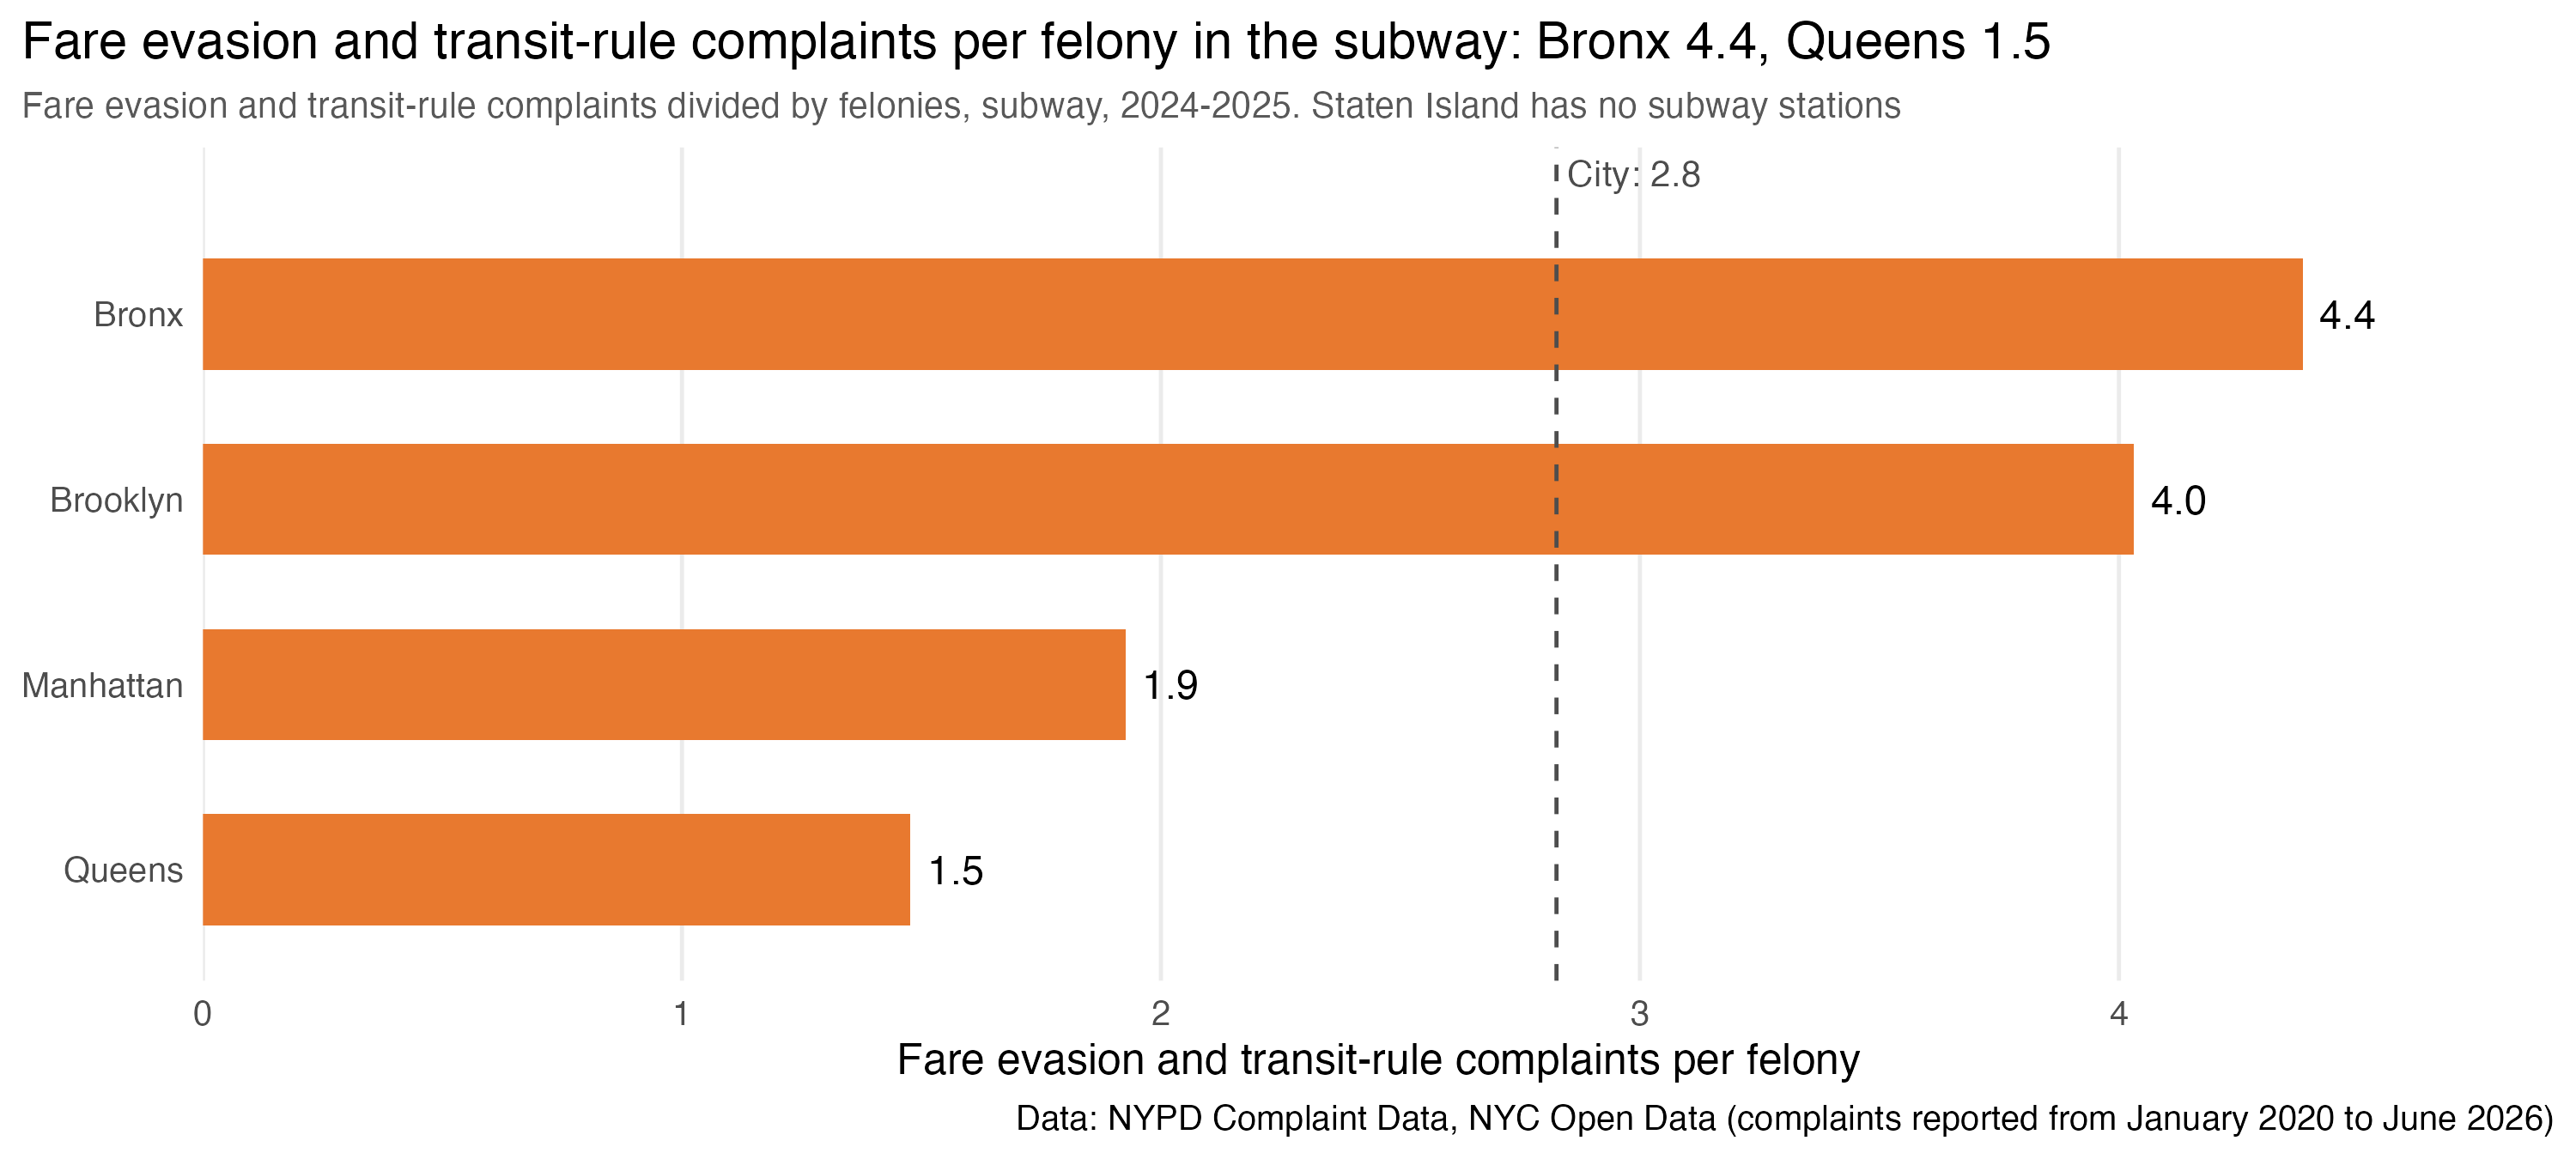 Fare evasion and transit-rule complaints per felony in the subway: Bronx 4.4, Queens 1.5
Fare evasion and transit-rule complaints divided by felonies, subway, 2024-2025. Staten Island has no subway stations
City: 2.8
Bronx 4.4
Brooklyn 4.0
Manhattan 1.9
Queens 1.5
0 1 2 3 4
Fare evasion and transit-rule complaints per felony
Data: NYPD Complaint Data, NYC Open Data (complaints reported from January 2020 to June 2026)